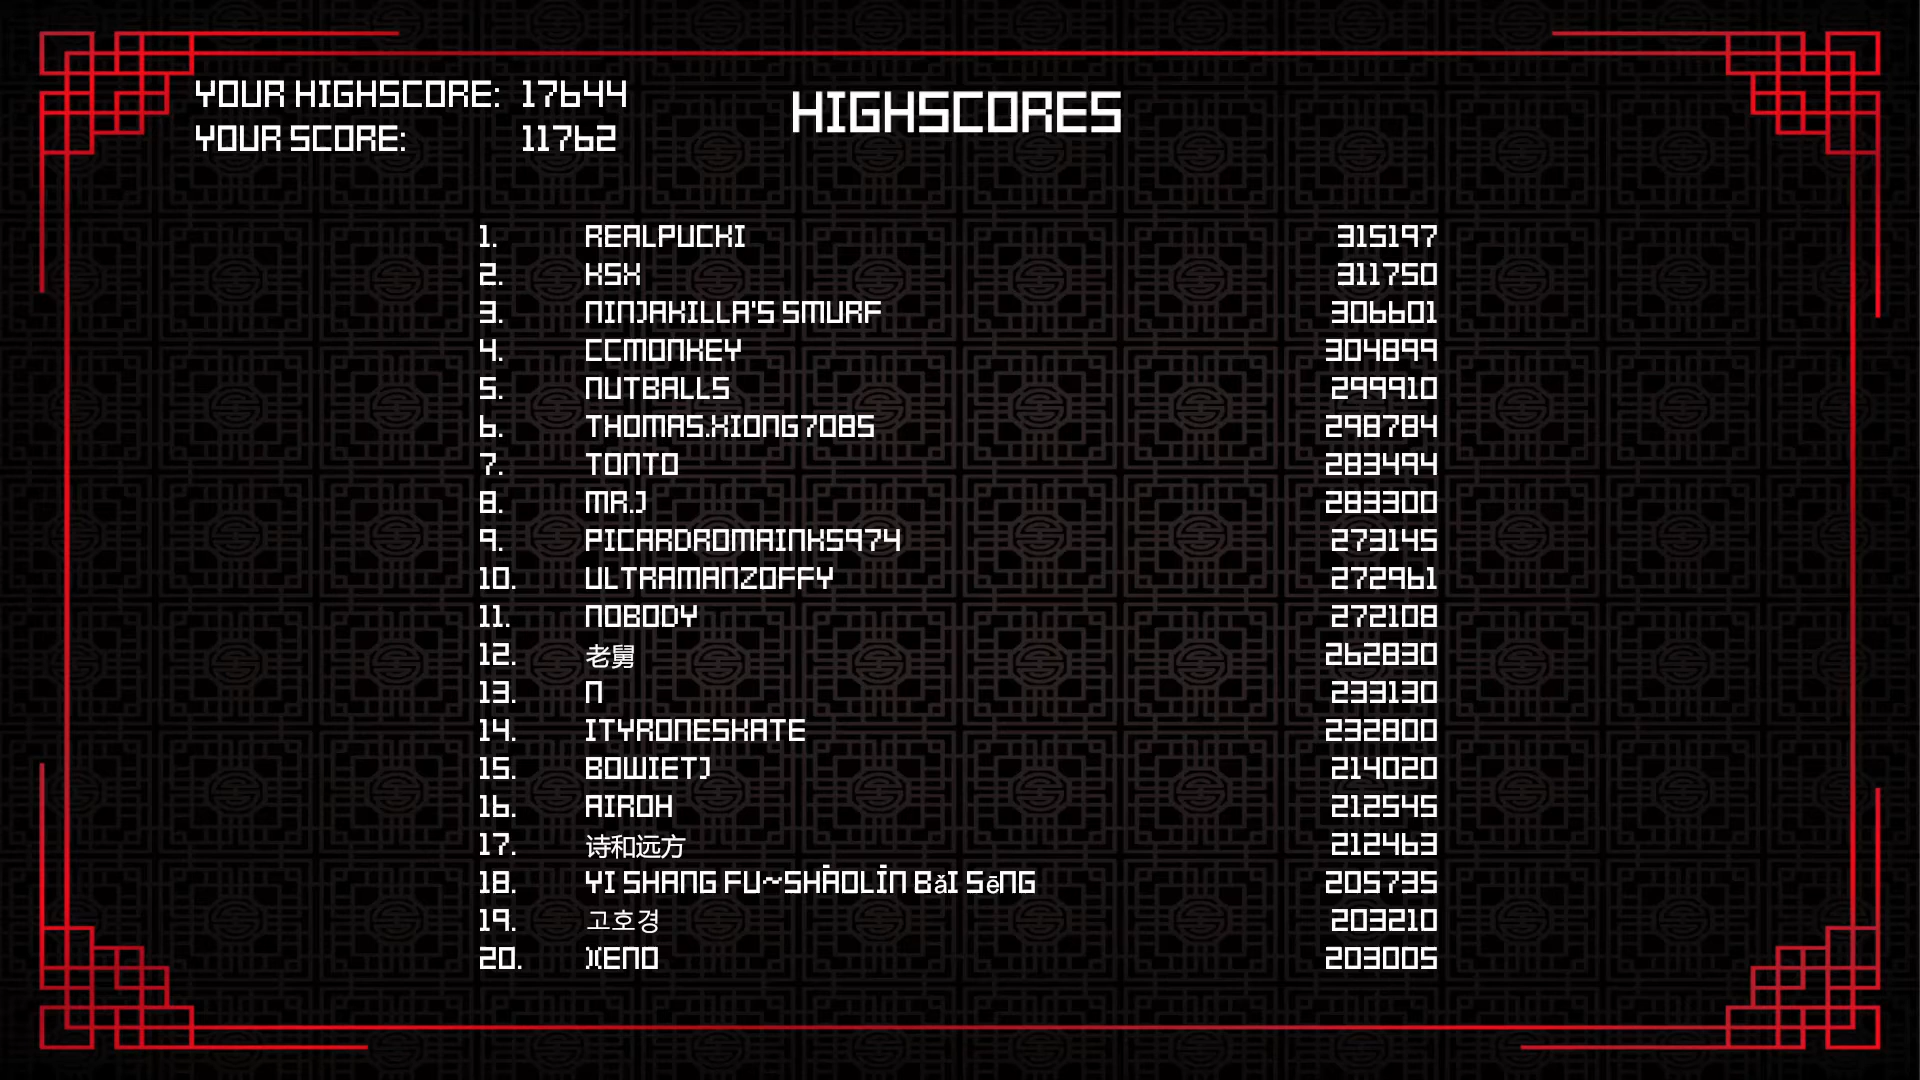 YOUR HIGHSCORE: 17644
YOUR SCORE: 11762
HIGHSCORES
1. REALPUCKI 315197
2. KSK 311750
3. NINJAKILLA'S SMURF 306601
4. CCMONKEY 304899
5. NUTBALLS 299910
6. THOMAS.XIONG7085 298784
7. TONTO 283494
8. MR.J 283300
9. PICARDROMAINKS974 273145
10. ULTRAMANZOFFY 272961
11. NOBODY 272108
12. 老舅 262830
13. N 233130
14. ITYRONESKATE 232800
15. BOWIETJ 214020
16. AIROH 212545
17. 诗和远方 212463
18. YI SHANG FU~SHĀOLĪN BǎI SēNG 205735
19. 고호경 203210
20. XENO 203005